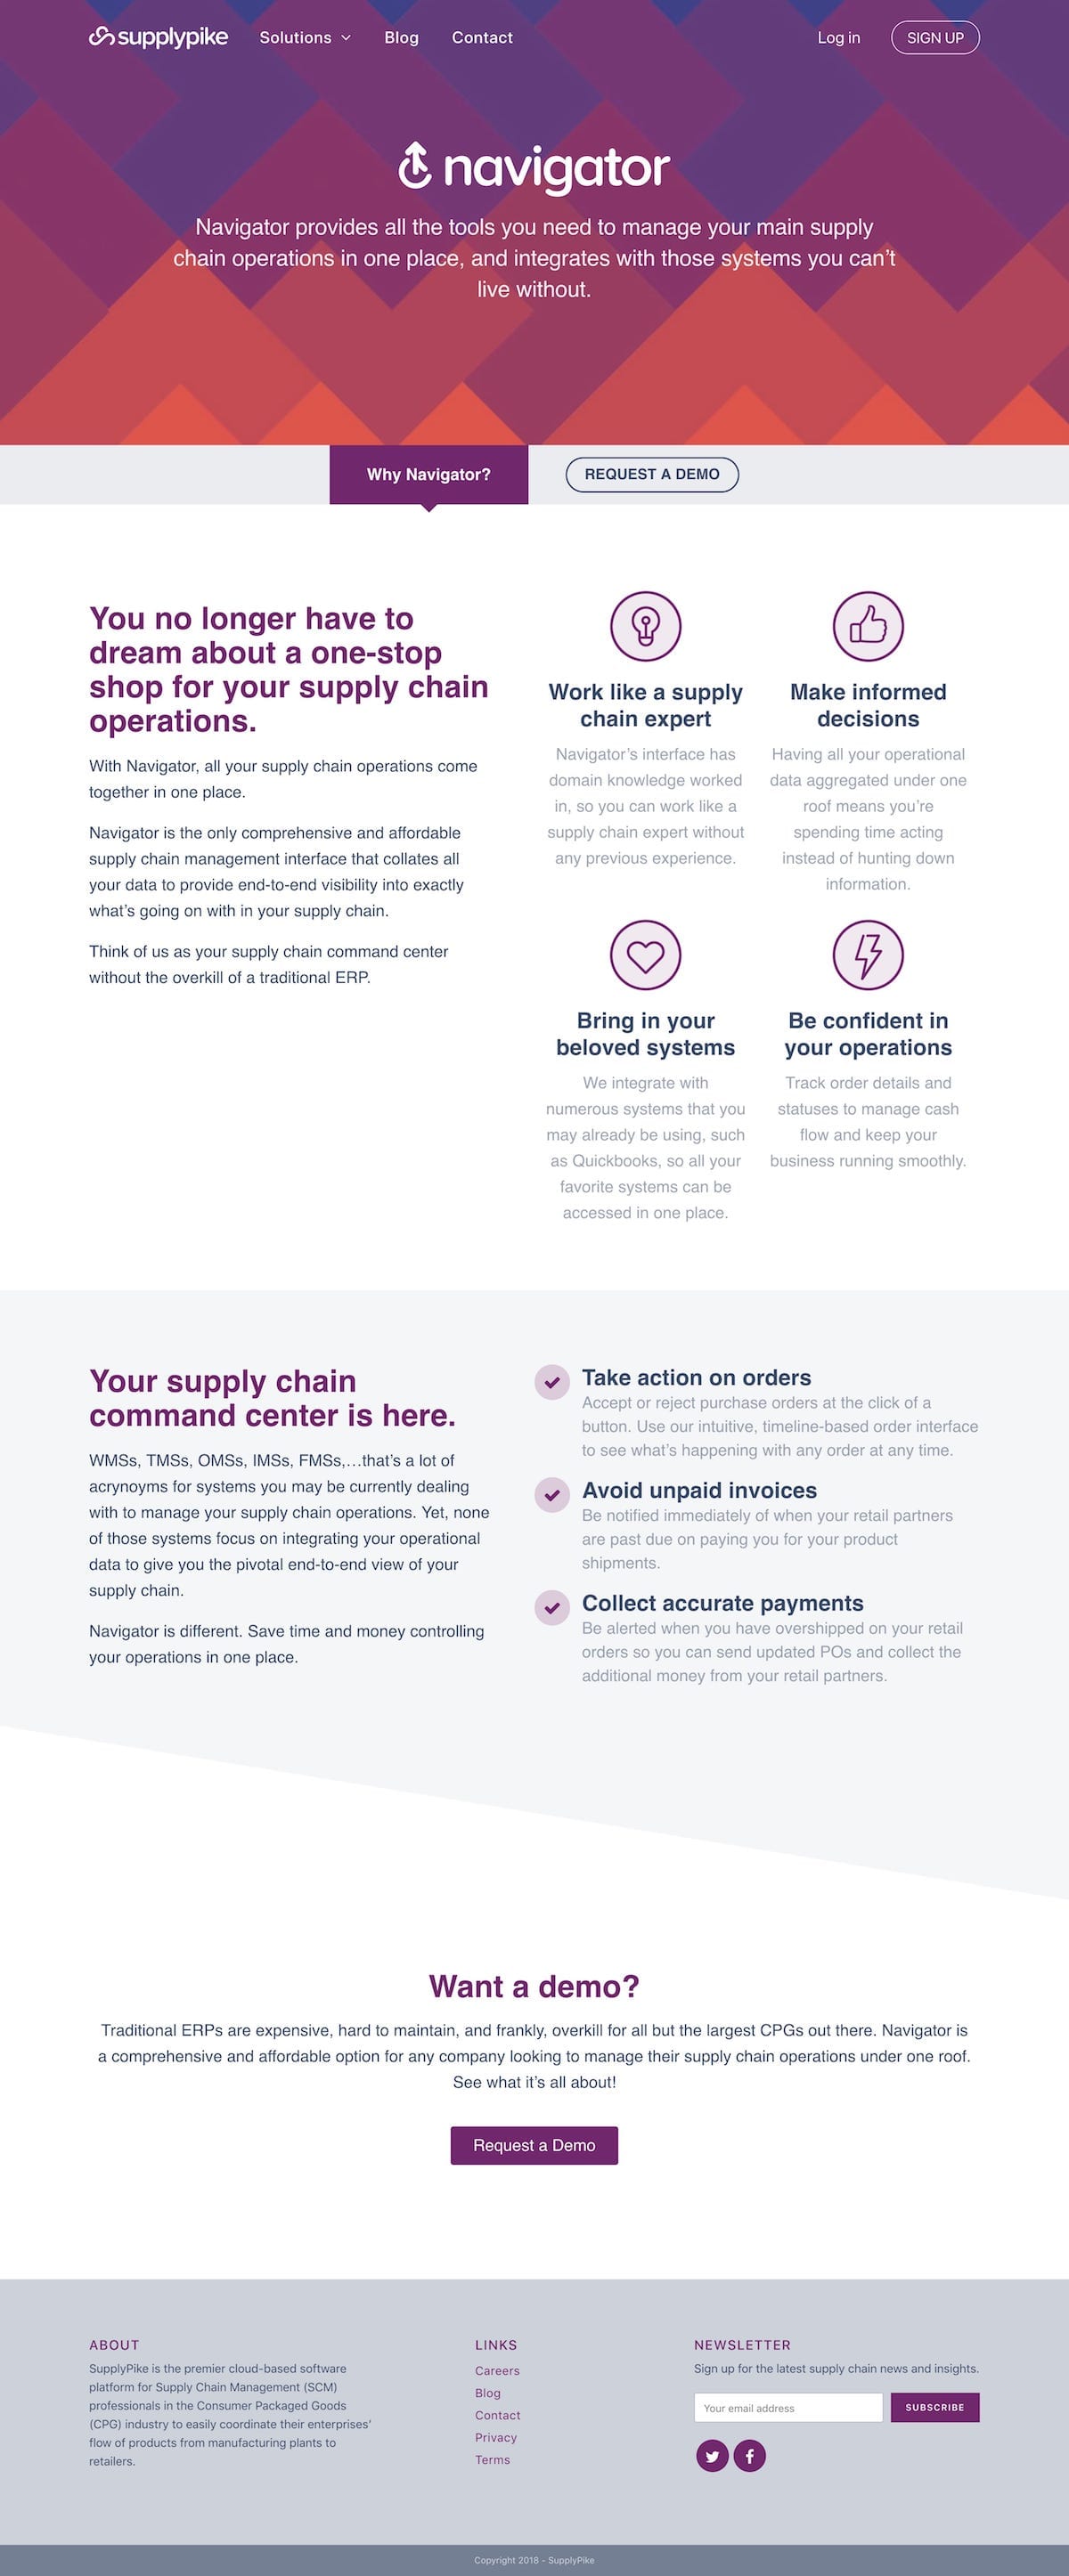 supplypike
Solutions
Blog
Contact
Log in
SIGN UP
navigator
Navigator provides all the tools you need to manage your main supply
chain operations in one place, and integrates with those systems you can’t
live without.
Why Navigator?
REQUEST A DEMO
You no longer have to
dream about a one-stop
shop for your supply chain
operations.
With Navigator, all your supply chain operations come
together in one place.
Navigator is the only comprehensive and affordable
supply chain management interface that collates all
your data to provide end-to-end visibility into exactly
what’s going on with in your supply chain.
Think of us as your supply chain command center
without the overkill of a traditional ERP.
Work like a supply
chain expert
Navigator’s interface has
domain knowledge worked
in, so you can work like a
supply chain expert without
any previous experience.
Make informed
decisions
Having all your operational
data aggregated under one
roof means you’re
spending time acting
instead of hunting down
information.
Bring in your
beloved systems
We integrate with
numerous systems that you
may already be using, such
as Quickbooks, so all your
favorite systems can be
accessed in one place.
Be confident in
your operations
Track order details and
statuses to manage cash
flow and keep your
business running smoothly.
Your supply chain
command center is here.
WMSs, TMSs, OMSs, IMSs, FMSs,…that’s a lot of
acrynoyms for systems you may be currently dealing
with to manage your supply chain operations. Yet, none
of those systems focus on integrating your operational
data to give you the pivotal end-to-end view of your
supply chain.
Navigator is different. Save time and money controlling
your operations in one place.
Take action on orders
Accept or reject purchase orders at the click of a
button. Use our intuitive, timeline-based order interface
to see what’s happening with any order at any time.
Avoid unpaid invoices
Be notified immediately of when your retail partners
are past due on paying you for your product
shipments.
Collect accurate payments
Be alerted when you have overshipped on your retail
orders so you can send updated POs and collect the
additional money from your retail partners.
Want a demo?
Traditional ERPs are expensive, hard to maintain, and frankly, overkill for all but the largest CPGs out there. Navigator is
a comprehensive and affordable option for any company looking to manage their supply chain operations under one roof.
See what it’s all about!
Request a Demo
ABOUT
SupplyPike is the premier cloud-based software
platform for Supply Chain Management (SCM)
professionals in the Consumer Packaged Goods
(CPG) industry to easily coordinate their enterprises’
flow of products from manufacturing plants to
retailers.
LINKS
Careers
Blog
Contact
Privacy
Terms
NEWSLETTER
Sign up for the latest supply chain news and insights.
Your email address
SUBSCRIBE
Copyright 2018 - SupplyPike